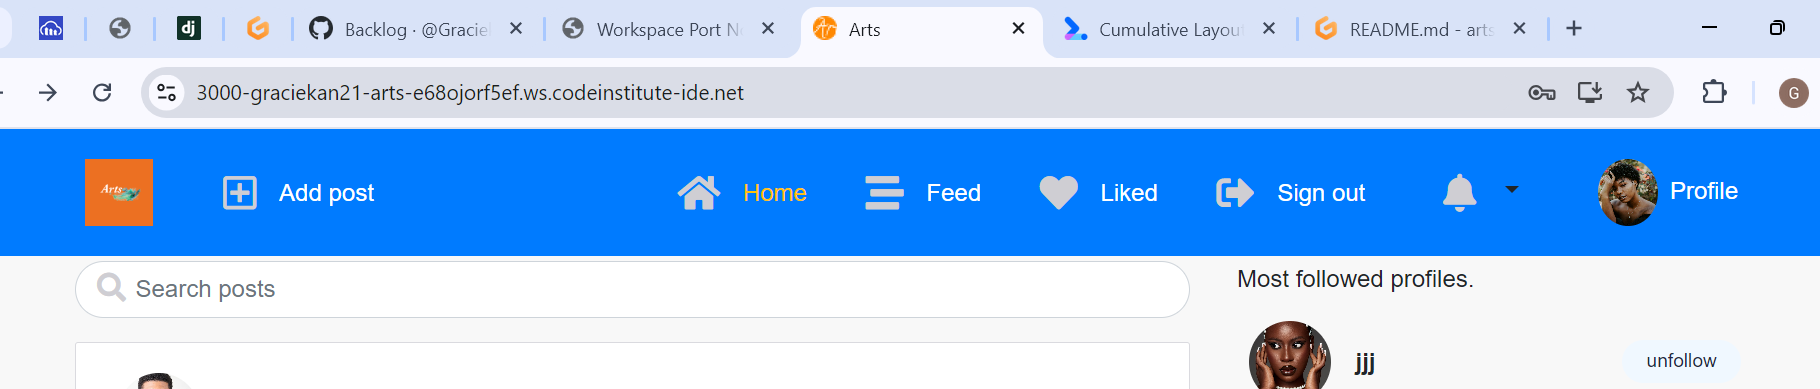 dj
Backlog · @Graciel
Workspace Port N
Arts
Cumulative Layou
README.md - arts
3000-graciekan21-arts-e68ojorf5ef.ws.codeinstitute-ide.net
G
Arts
Add post
Home
Feed
Liked
Sign out
Profile
Search posts
Most followed profiles.
jjj
unfollow